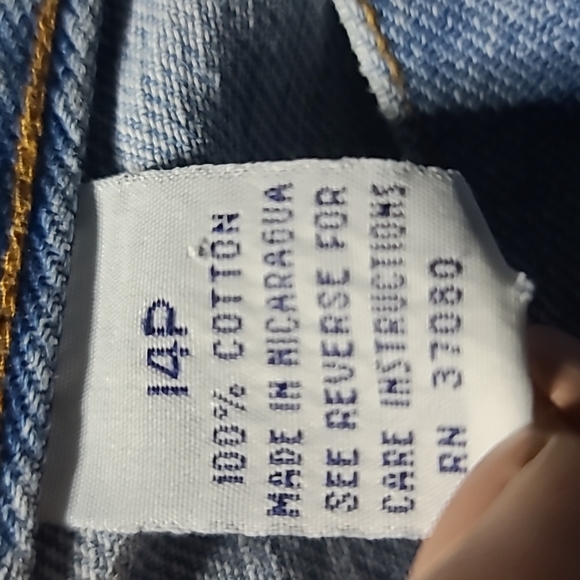 14P
100% COTTON
MADE IN NICARAGUA
SEE REVERSE FOR
CARE INSTRUCTIONS
RN 37080